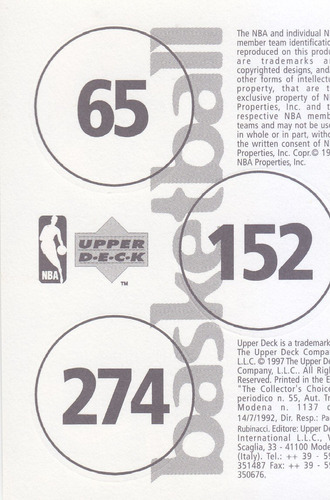 The NBA and individual N
member team identificatio
reproduced on this produ
are trademarks a
copyrighted designs, and
other forms of intellectu
property, that are t
exclusive property of N
Properties, Inc. and t
respective NBA memb
teams and may not be use
in whole or in part, witho
the written consent of N
Properties, Inc. Copr.© 19
NBA Properties, Inc.
65
basketball
152
NBA
UPPER
D·E·C·K
TM
274
Upper Deck is a trademark
The Upper Deck Compa
L.L.C. © 1997 The Upper De
Company, L.L.C.. All Righ
Reserved. Printed in the E
"The Collector's Choice
periodico n. 55, Aut. Tr
Modena n. 1137 d
14/7/1992, Dir. Resp.: Pa
Rubinacci. Editore: Upper De
International L.L.C., V
Scaglia, 33 - 41100 Mode
(Italy). Tel.: ++ 39 - 59
351487 Fax: ++ 39 - 5
350676.